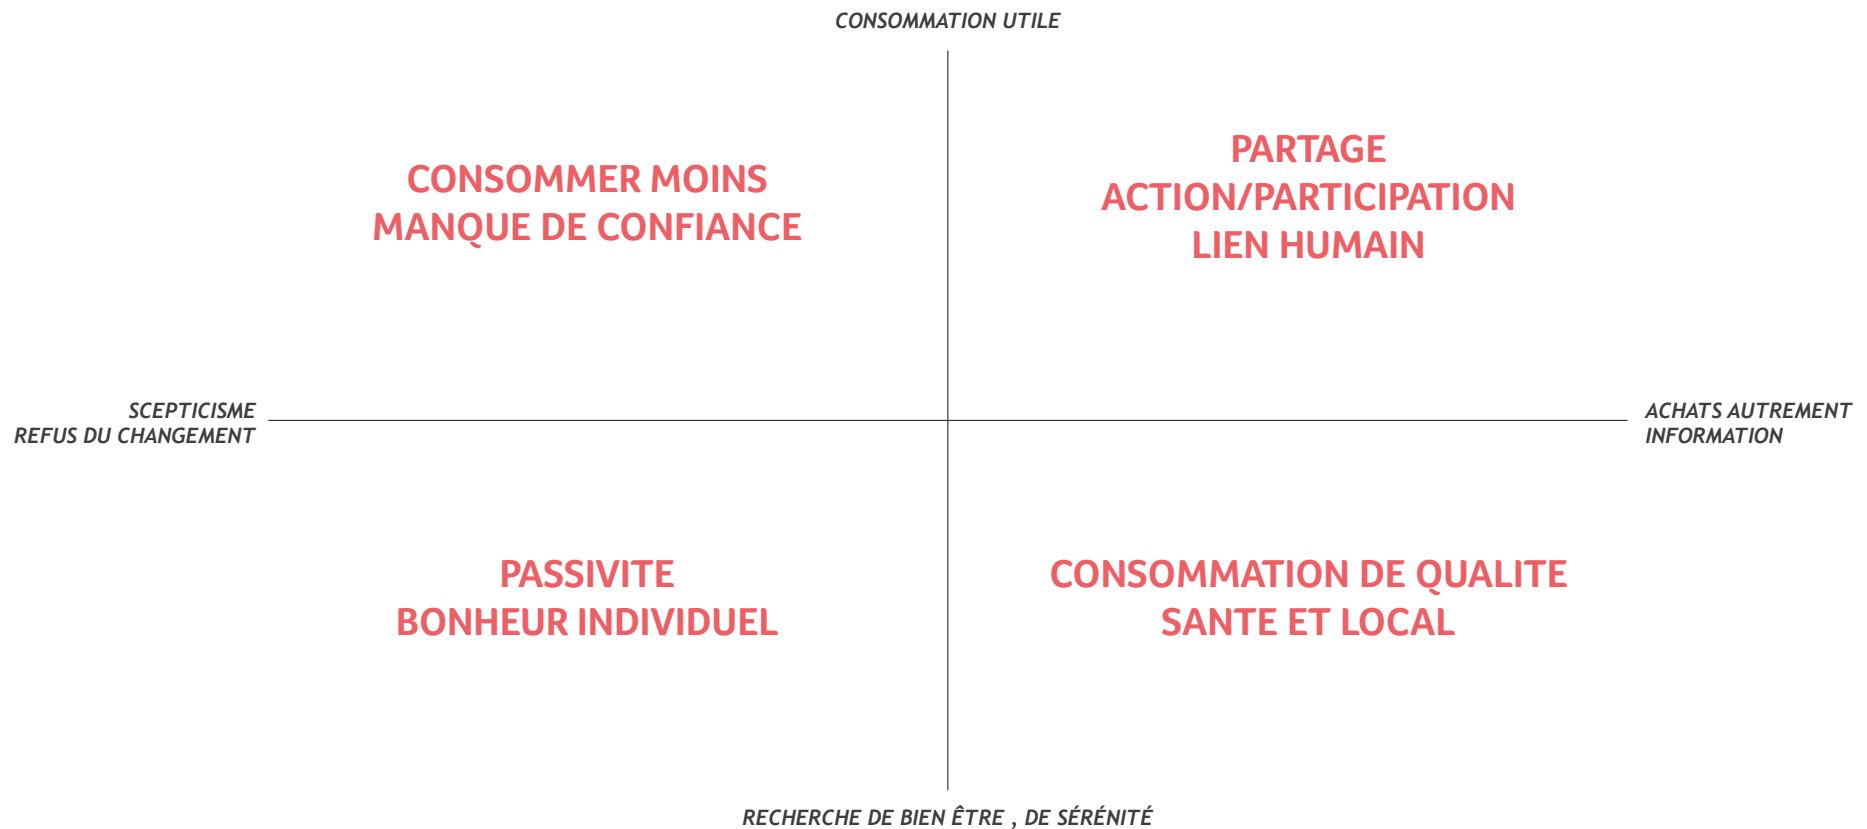 CONSOMMATION UTILE
CONSOMMER MOINS
MANQUE DE CONFIANCE
PARTAGE
ACTION/PARTICIPATION
LIEN HUMAIN
SCEPTICISME
REFUS DU CHANGEMENT
ACHATS AUTREMENT
INFORMATION
PASSIVITE
BONHEUR INDIVIDUEL
CONSOMMATION DE QUALITE
SANTE ET LOCAL
RECHERCHE DE BIEN ÊTRE , DE SÉRÉNITÉ